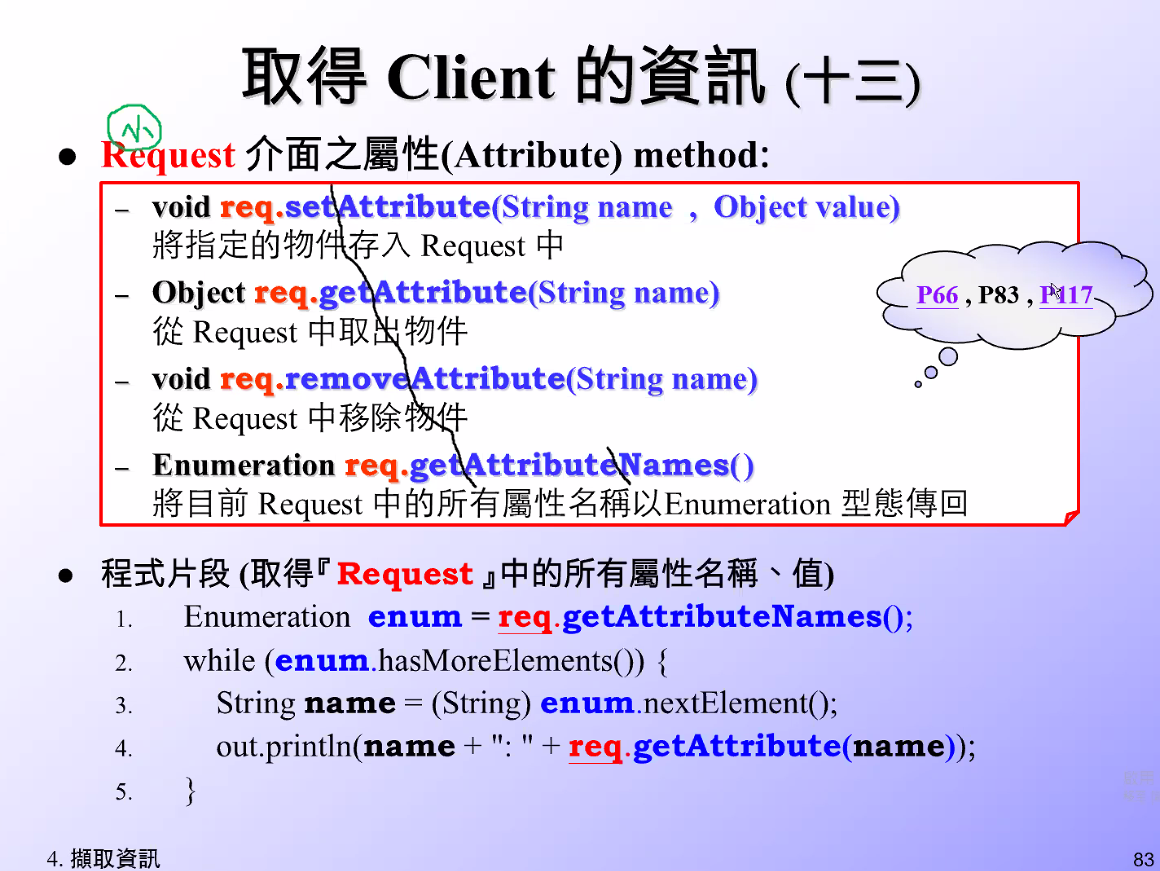 取得 Client 的資訊 (十三)
小
● Request 介面之屬性(Attribute) method:
– void req.setAttribute(String name , Object value)
將指定的物件存入 Request 中
– Object req.getAttribute(String name)
從 Request 中取出物件
P66 , P83 , P117
– void req.removeAttribute(String name)
從 Request 中移除物件
– Enumeration req.getAttributeNames()
將目前 Request 中的所有屬性名稱以Enumeration 型態傳回
● 程式片段 (取得『Request』中的所有屬性名稱、值)
1. Enumeration enum = req.getAttributeNames();
2. while (enum.hasMoreElements()) {
3. String name = (String) enum.nextElement();
4. out.println(name + ": " + req.getAttribute(name));
5. }
4. 擷取資訊
83